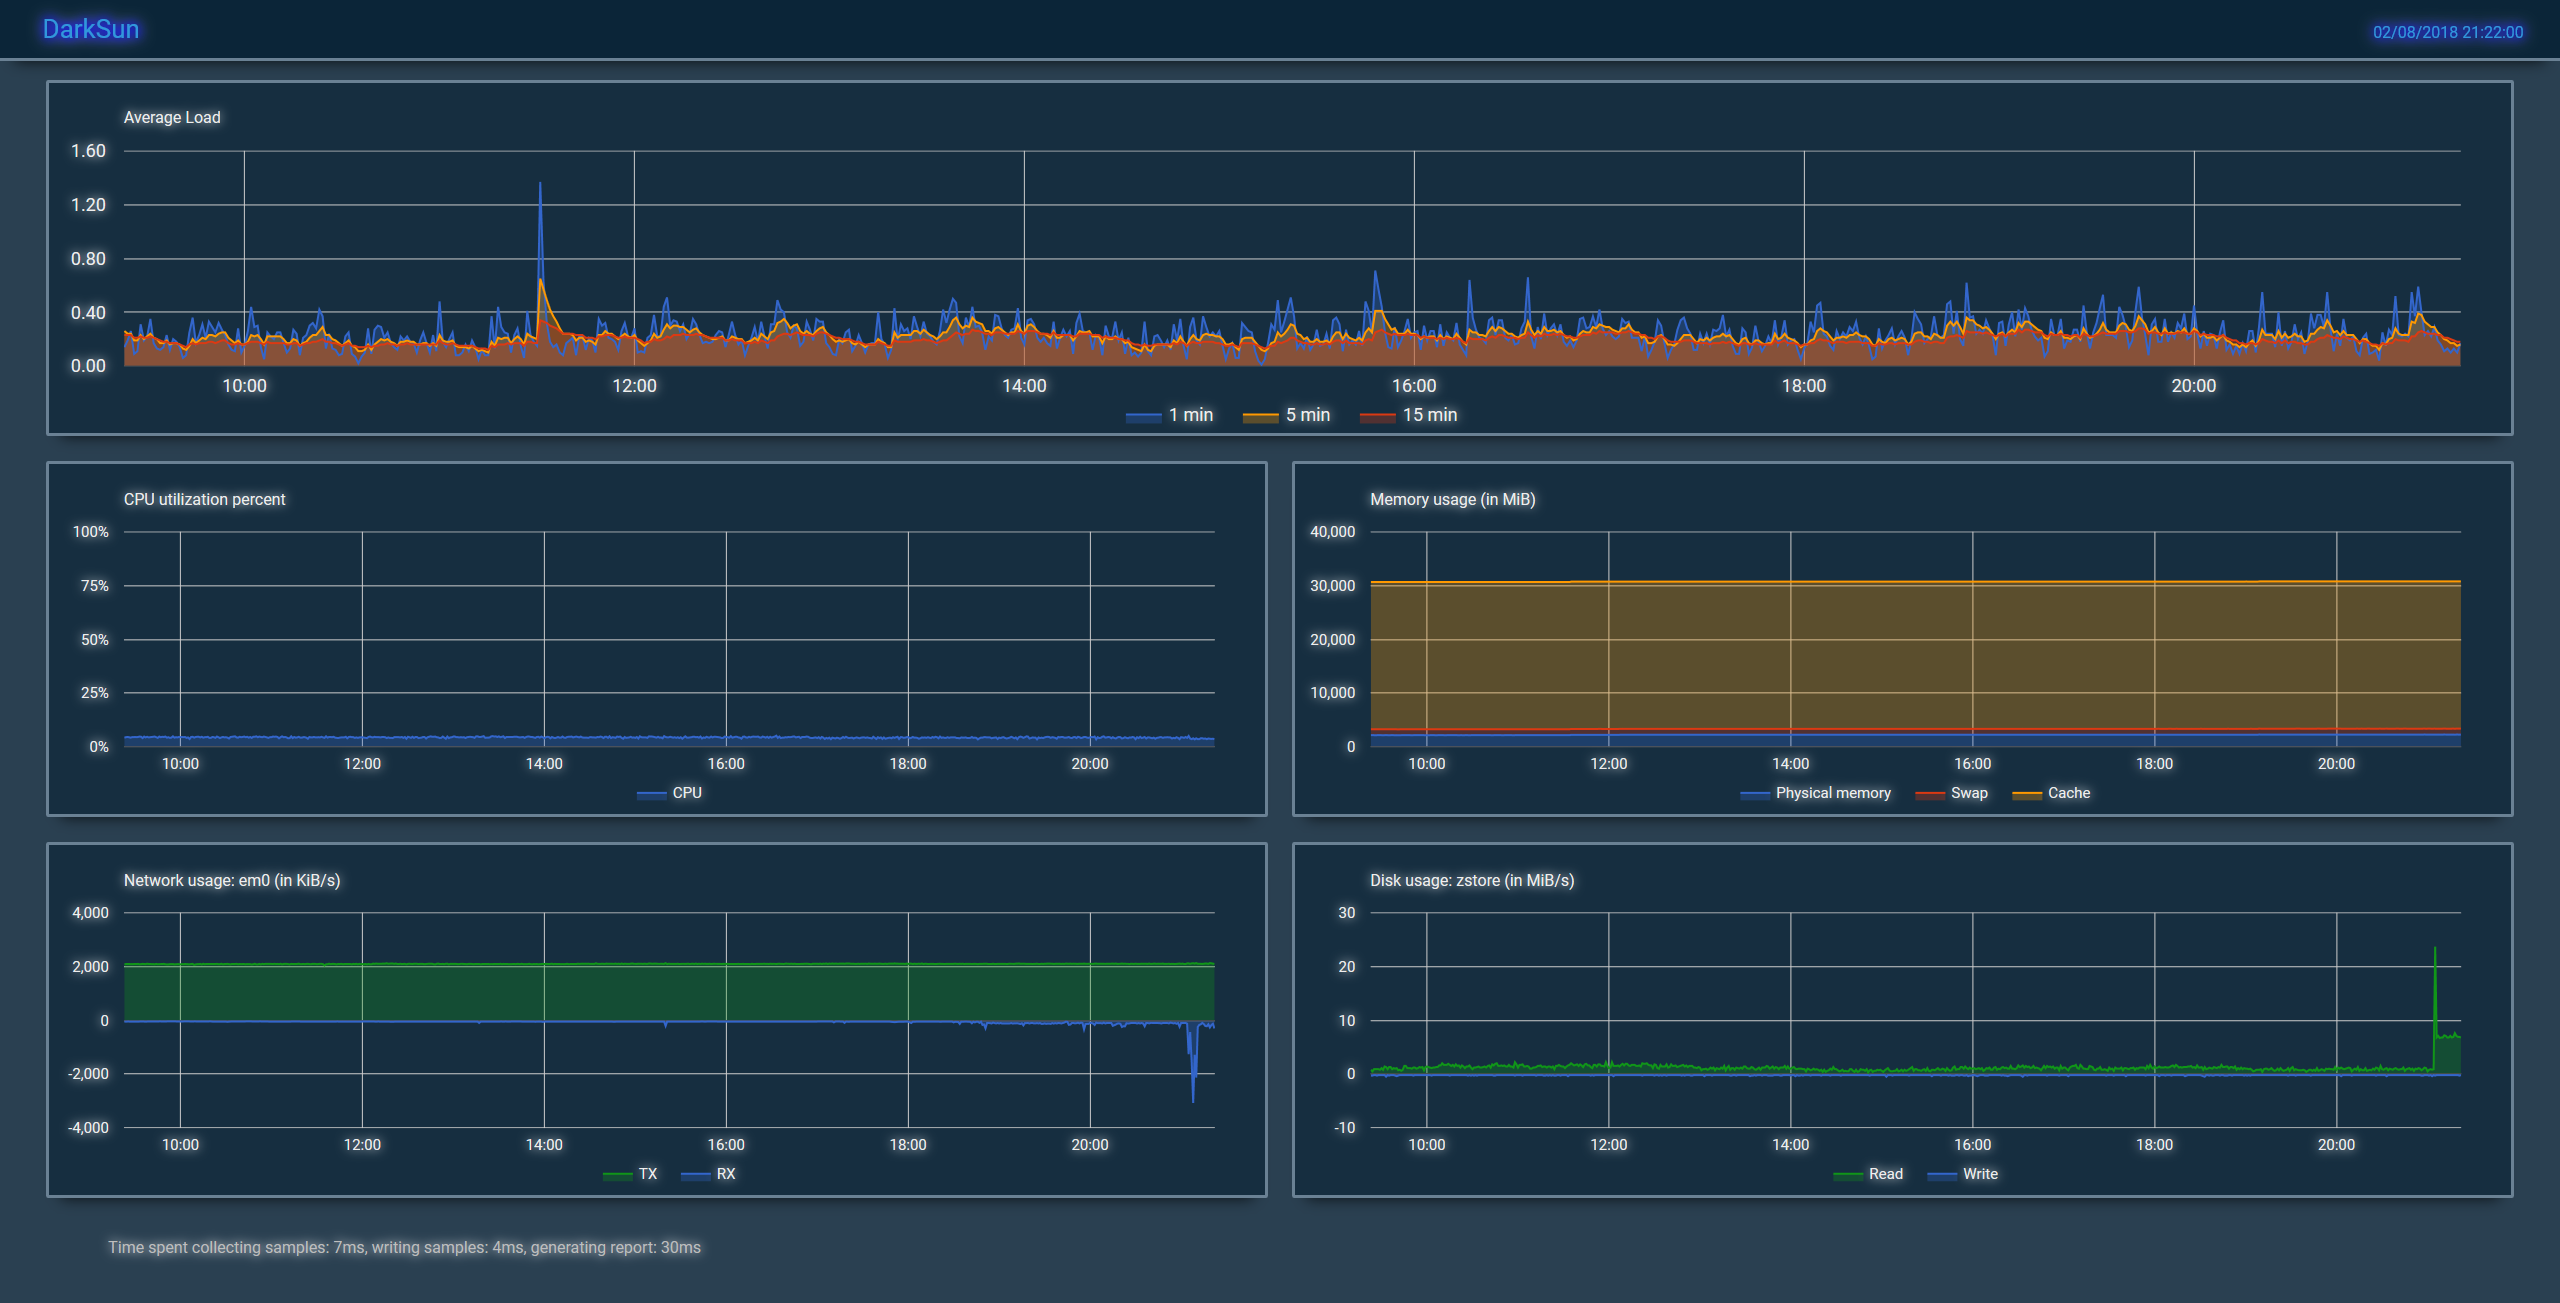 DarkSun
02/08/2018 21:22:00
Average Load
1.60
1.20
0.80
0.40
0.00
10:00 12:00 14:00 16:00 18:00 20:00
1 min 5 min 15 min
CPU utilization percent
100%
75%
50%
25%
0%
10:00 12:00 14:00 16:00 18:00 20:00
CPU
Memory usage (in MiB)
40,000
30,000
20,000
10,000
0
10:00 12:00 14:00 16:00 18:00 20:00
Physical memory Swap Cache
Network usage: em0 (in KiB/s)
4,000
2,000
0
-2,000
-4,000
10:00 12:00 14:00 16:00 18:00 20:00
TX RX
Disk usage: zstore (in MiB/s)
30
20
10
0
-10
10:00 12:00 14:00 16:00 18:00 20:00
Read Write
Time spent collecting samples: 7ms, writing samples: 4ms, generating report: 30ms